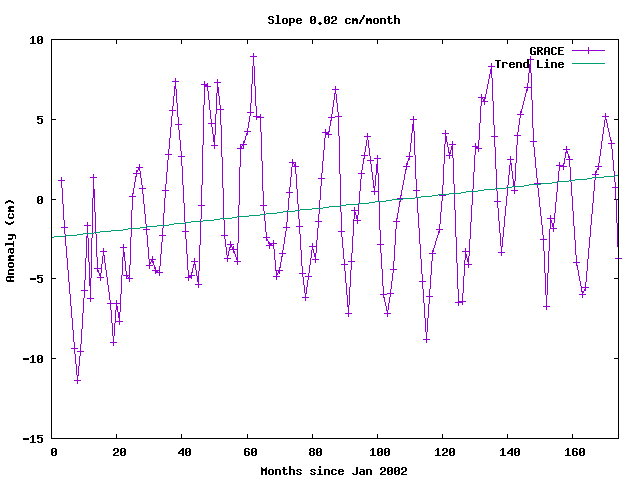 Slope 0.02 cm/month
GRACE
Trend Line
10
5
0
-5
-10
-15
Anomaly (cm)
0 20 40 60 80 100 120 140 160
Months since Jan 2002